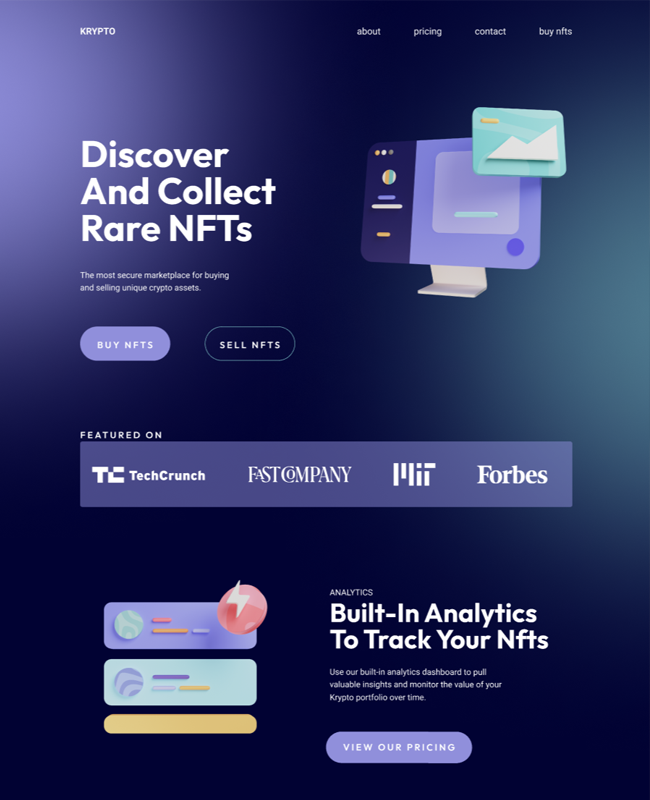 KRYPTO
about
pricing
contact
buy nfts
Discover
And Collect
Rare NFTs
The most secure marketplace for buying
and selling unique crypto assets.
BUY NFTS
SELL NFTS
FEATURED ON
TC TechCrunch
FAST COMPANY
MIT
Forbes
ANALYTICS
Built-In Analytics
To Track Your Nfts
Use our built-in analytics dashboard to pull
valuable insights and monitor the value of your
Krypto portfolio over time.
VIEW OUR PRICING